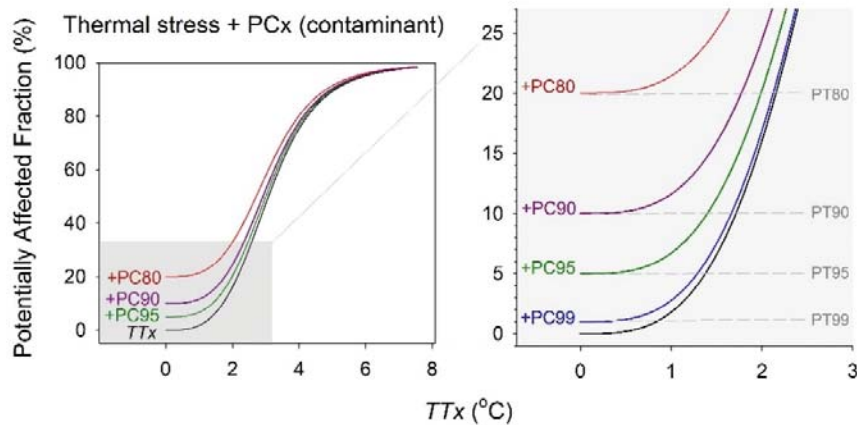 Thermal stress + PCx (contaminant)
Potentially Affected Fraction (%)
100
80
60
40
20
0
+PC80
+PC90
+PC95
TTx
0
2
4
6
8
25
20
15
10
5
0
+PC80
+PC90
+PC95
+PC99
PT80
PT90
PT95
PT99
0
1
2
3
TTx (°C)